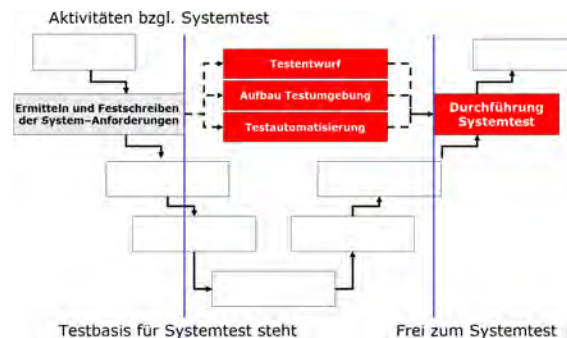 Aktivitäten bzgl. Systemtest
Testentwurf
Ermitteln und Festschreiben
der System–Anforderungen
Aufbau Testumgebung
Testautomatisierung
Durchführung
Systemtest
Testbasis für Systemtest steht
Frei zum Systemtest